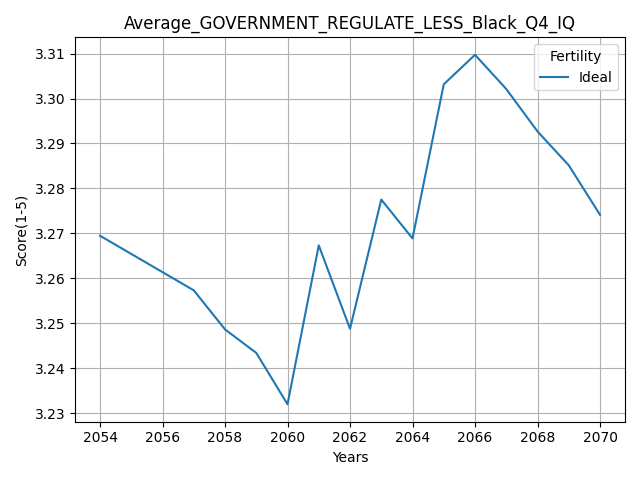 Average_GOVERNMENT_REGULATE_LESS_Black_Q4_IQ
Fertility
Ideal
Score(1-5)
3.31
3.30
3.29
3.28
3.27
3.26
3.25
3.24
3.23
2054 2056 2058 2060 2062 2064 2066 2068 2070
Years